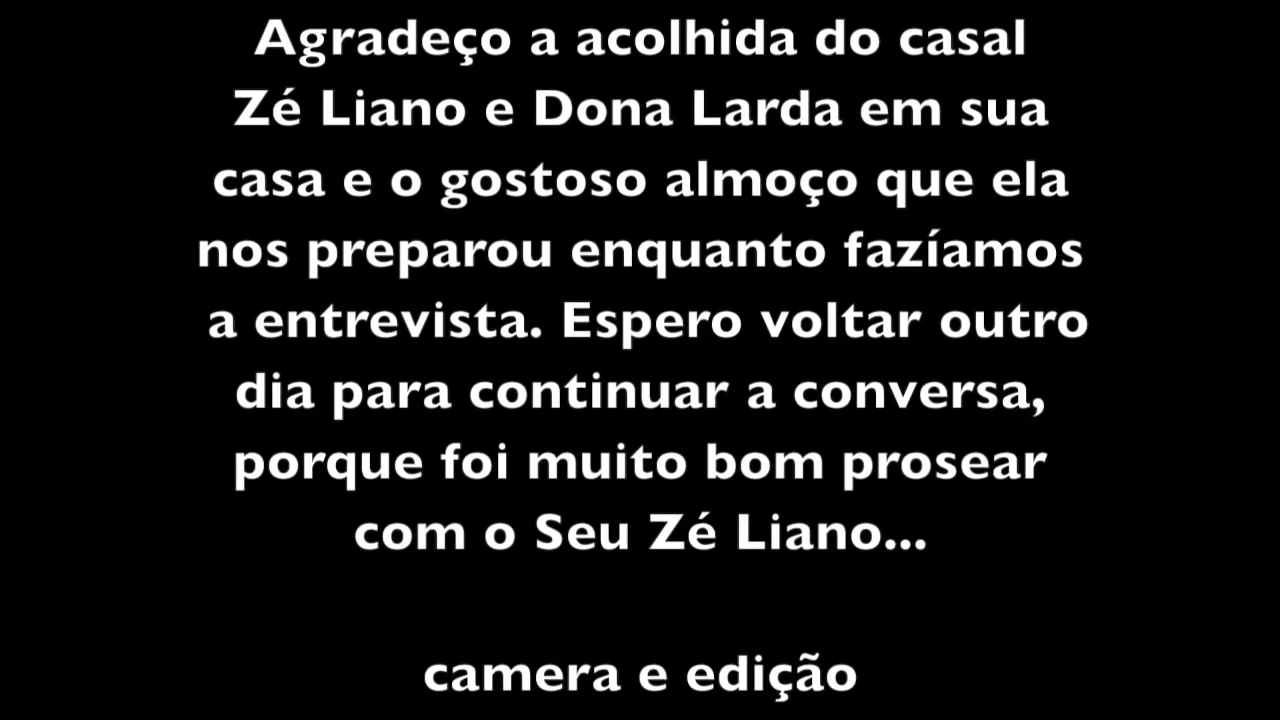 Agradeço a acolhida do casal
Zé Liano e Dona Larda em sua
casa e o gostoso almoço que ela
nos preparou enquanto fazíamos
a entrevista. Espero voltar outro
dia para continuar a conversa,
porque foi muito bom prosear
com o Seu Zé Liano...
camera e edição